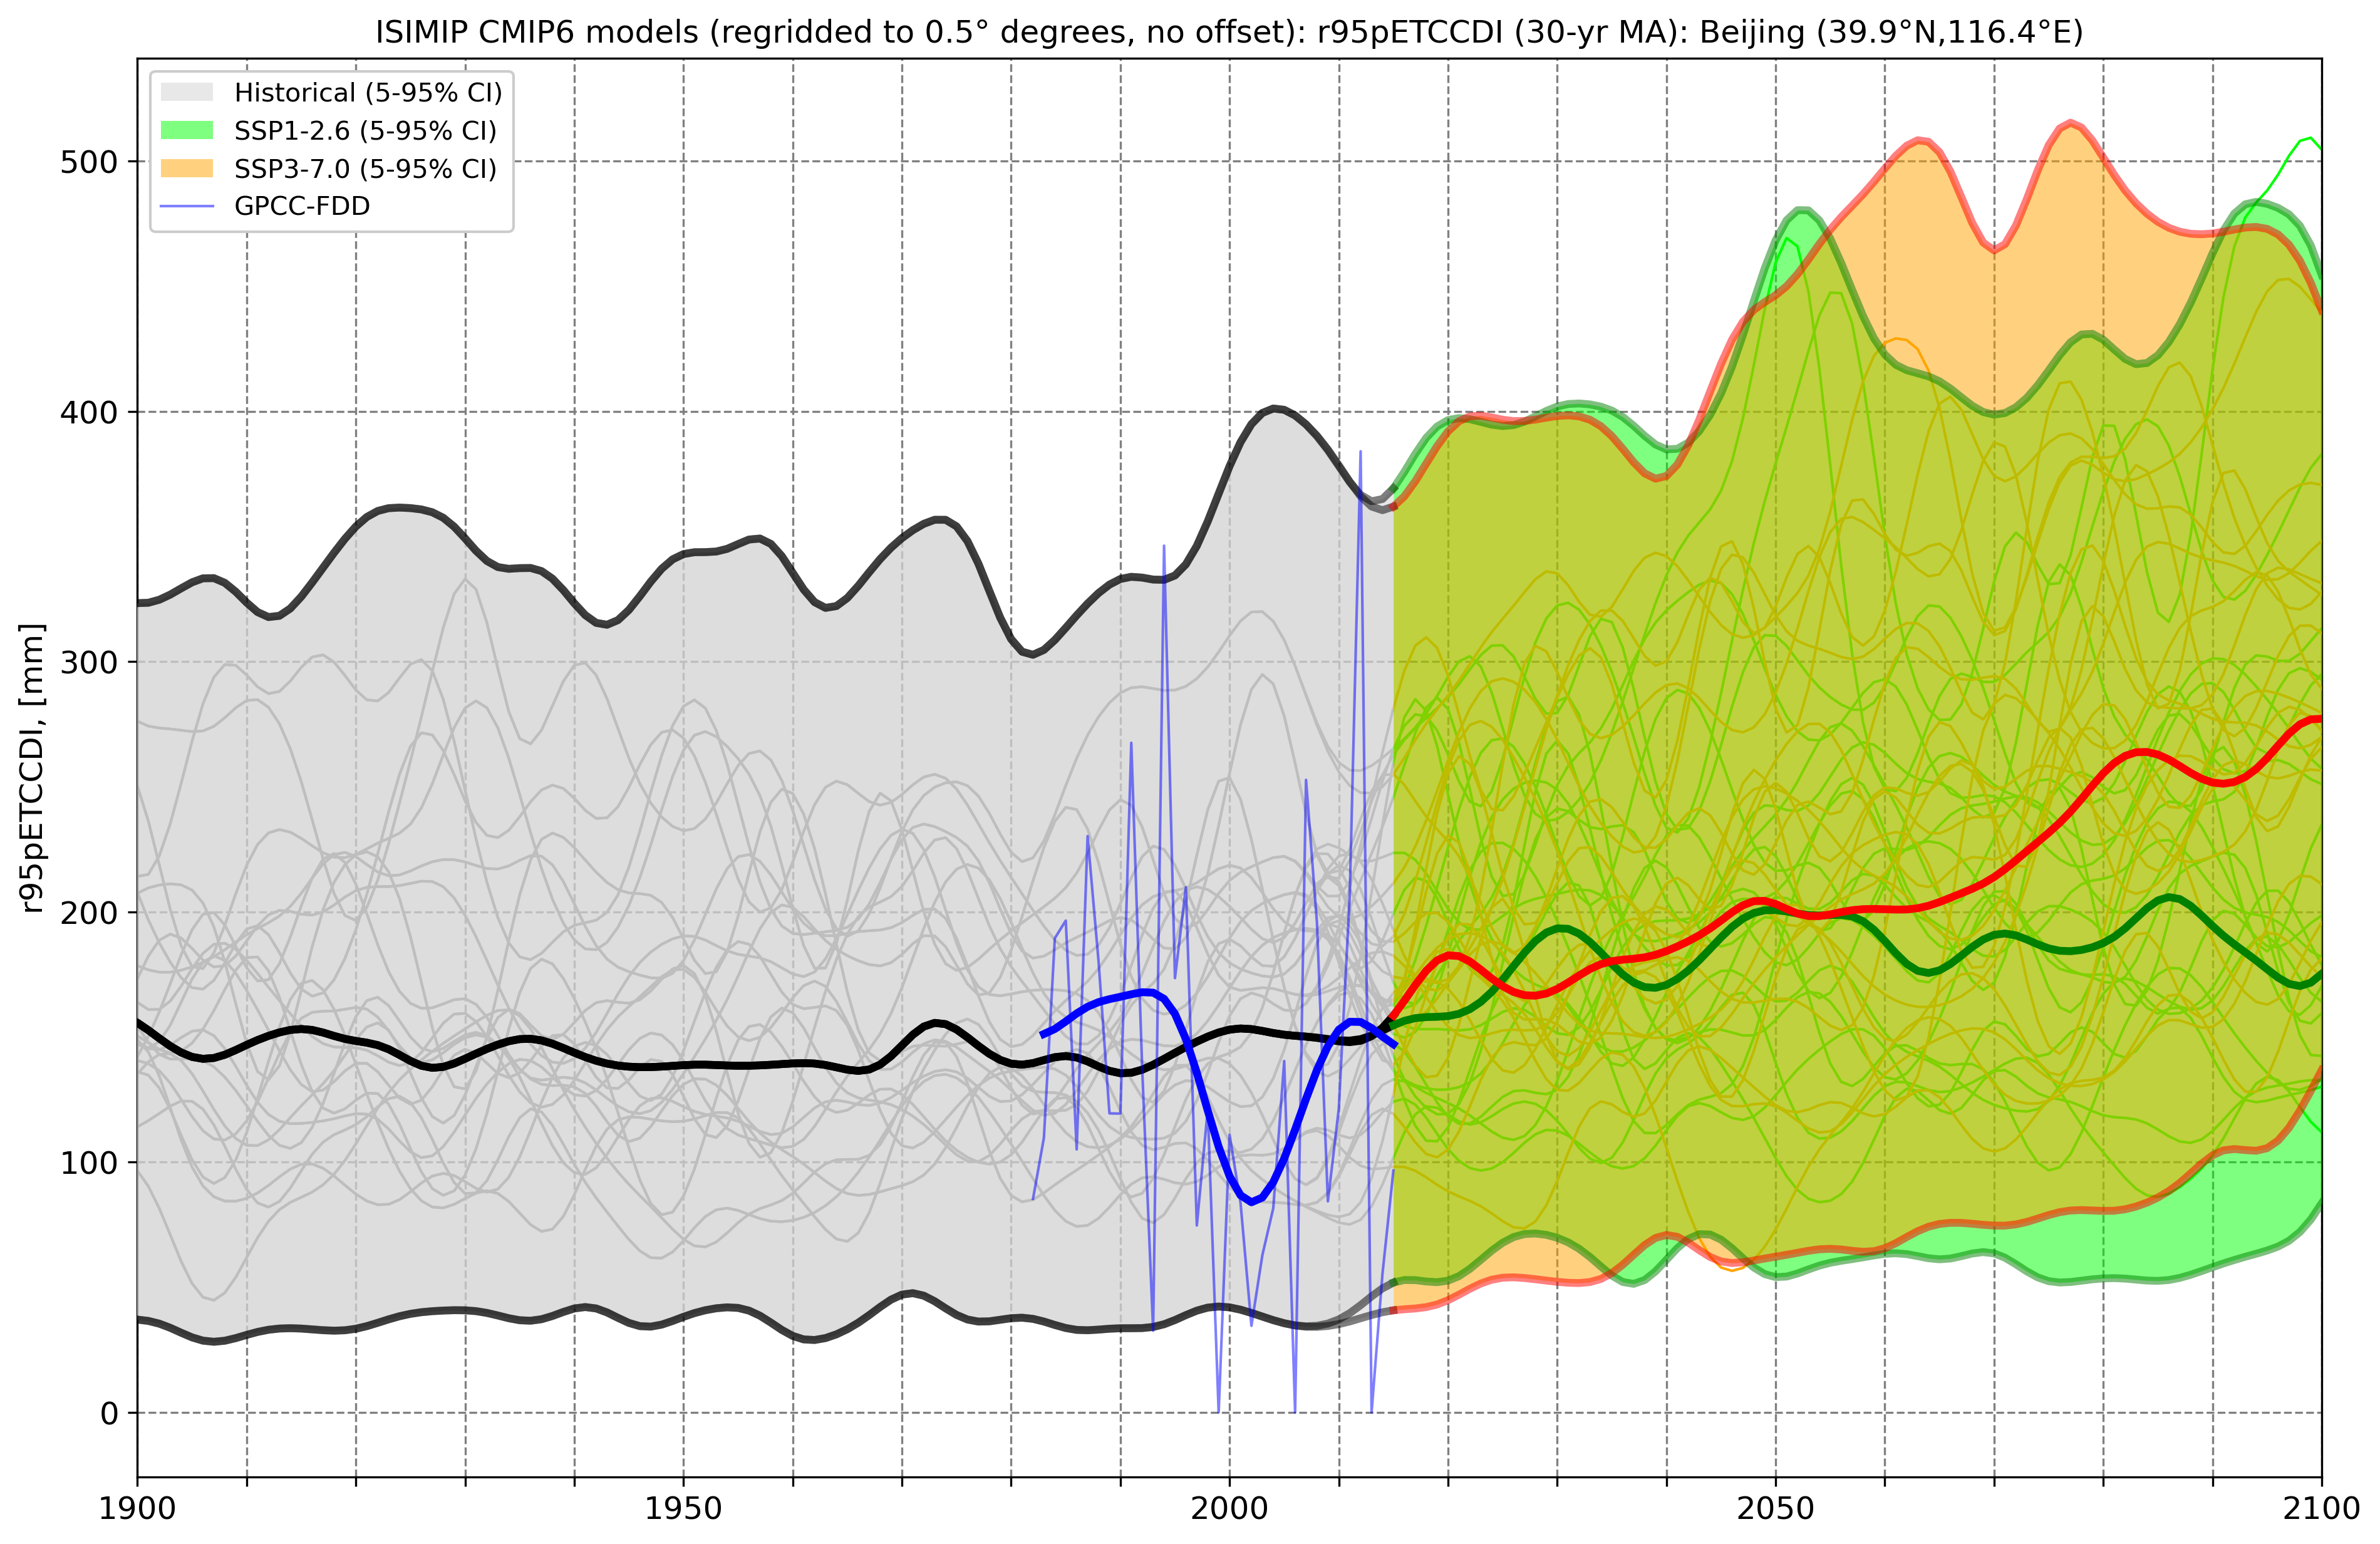 ISIMIP CMIP6 models (regridded to 0.5° degrees, no offset): r95pETCCDI (30-yr MA): Beijing (39.9°N,116.4°E)
Historical (5-95% CI)
SSP1-2.6 (5-95% CI)
SSP3-7.0 (5-95% CI)
GPCC-FDD
r95pETCCDI, [mm]
500
400
300
200
100
0
1900
1950
2000
2050
2100